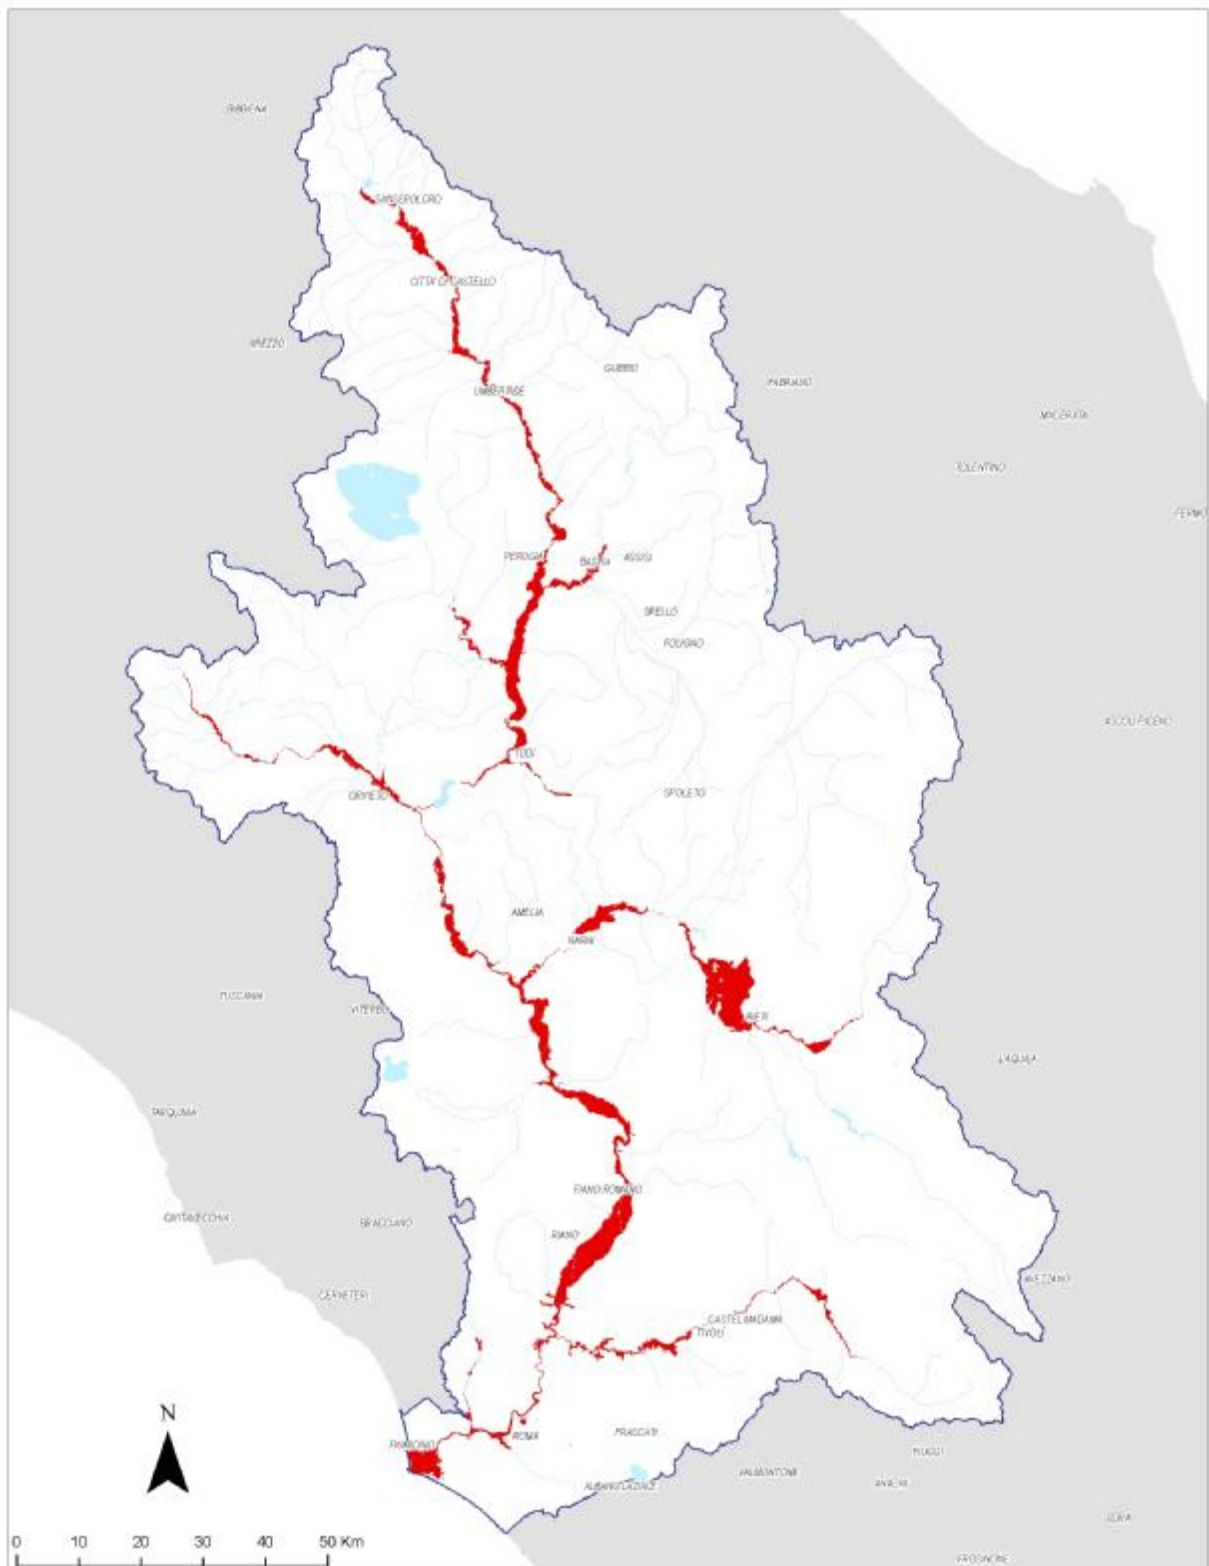 BIBBIENA
SANSEPOLCRO
CITTA' DI CASTELLO
AREZZO
GUBBIO
FABRIANO
UMBERTIDE
MACERATA
TOLENTINO
FERMO
PERUGIA
BASTIA
ASSISI
SPELLO
FOLIGNO
ASCOLI PICENO
TODI
ORVIETO
SPOLETO
AMELIA
NARNI
TUSCANIA
VITERBO
RIETI
L'AQUILA
TARQUINIA
FIANO ROMANO
CIVITAVECCHIA
BRACCIANO
RIANO
AVEZZANO
CERVETERI
CASTEL MADAMA
TIVOLI
N
ROMA
FRASCATI
FIUMICINO
FIUGGI
VALMONTONE
ANAGNI
ALBANO LAZIALE
SORA
0 10 20 30 40 50 Km
FROSINONE